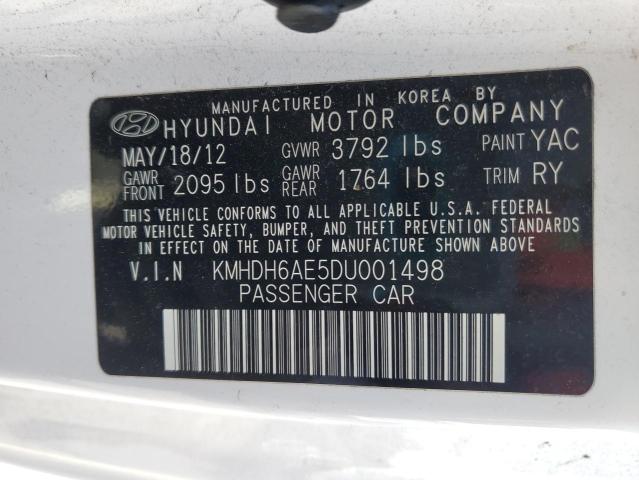 MANUFACTURED IN KOREA BY
HYUNDAI MOTOR COMPANY
MAY/18/12 GVWR 3792 lbs PAINT YAC
GAWR FRONT 2095 lbs GAWR REAR 1764 lbs TRIM RY
THIS VEHICLE CONFORMS TO ALL APPLICABLE U.S.A. FEDERAL
MOTOR VEHICLE SAFETY, BUMPER, AND THEFT PREVENTION STANDARDS
IN EFFECT ON THE DATE OF MANUFACTURE SHOWN ABOVE.
V.I.N KMHDH6AE5DU001498
PASSENGER CAR